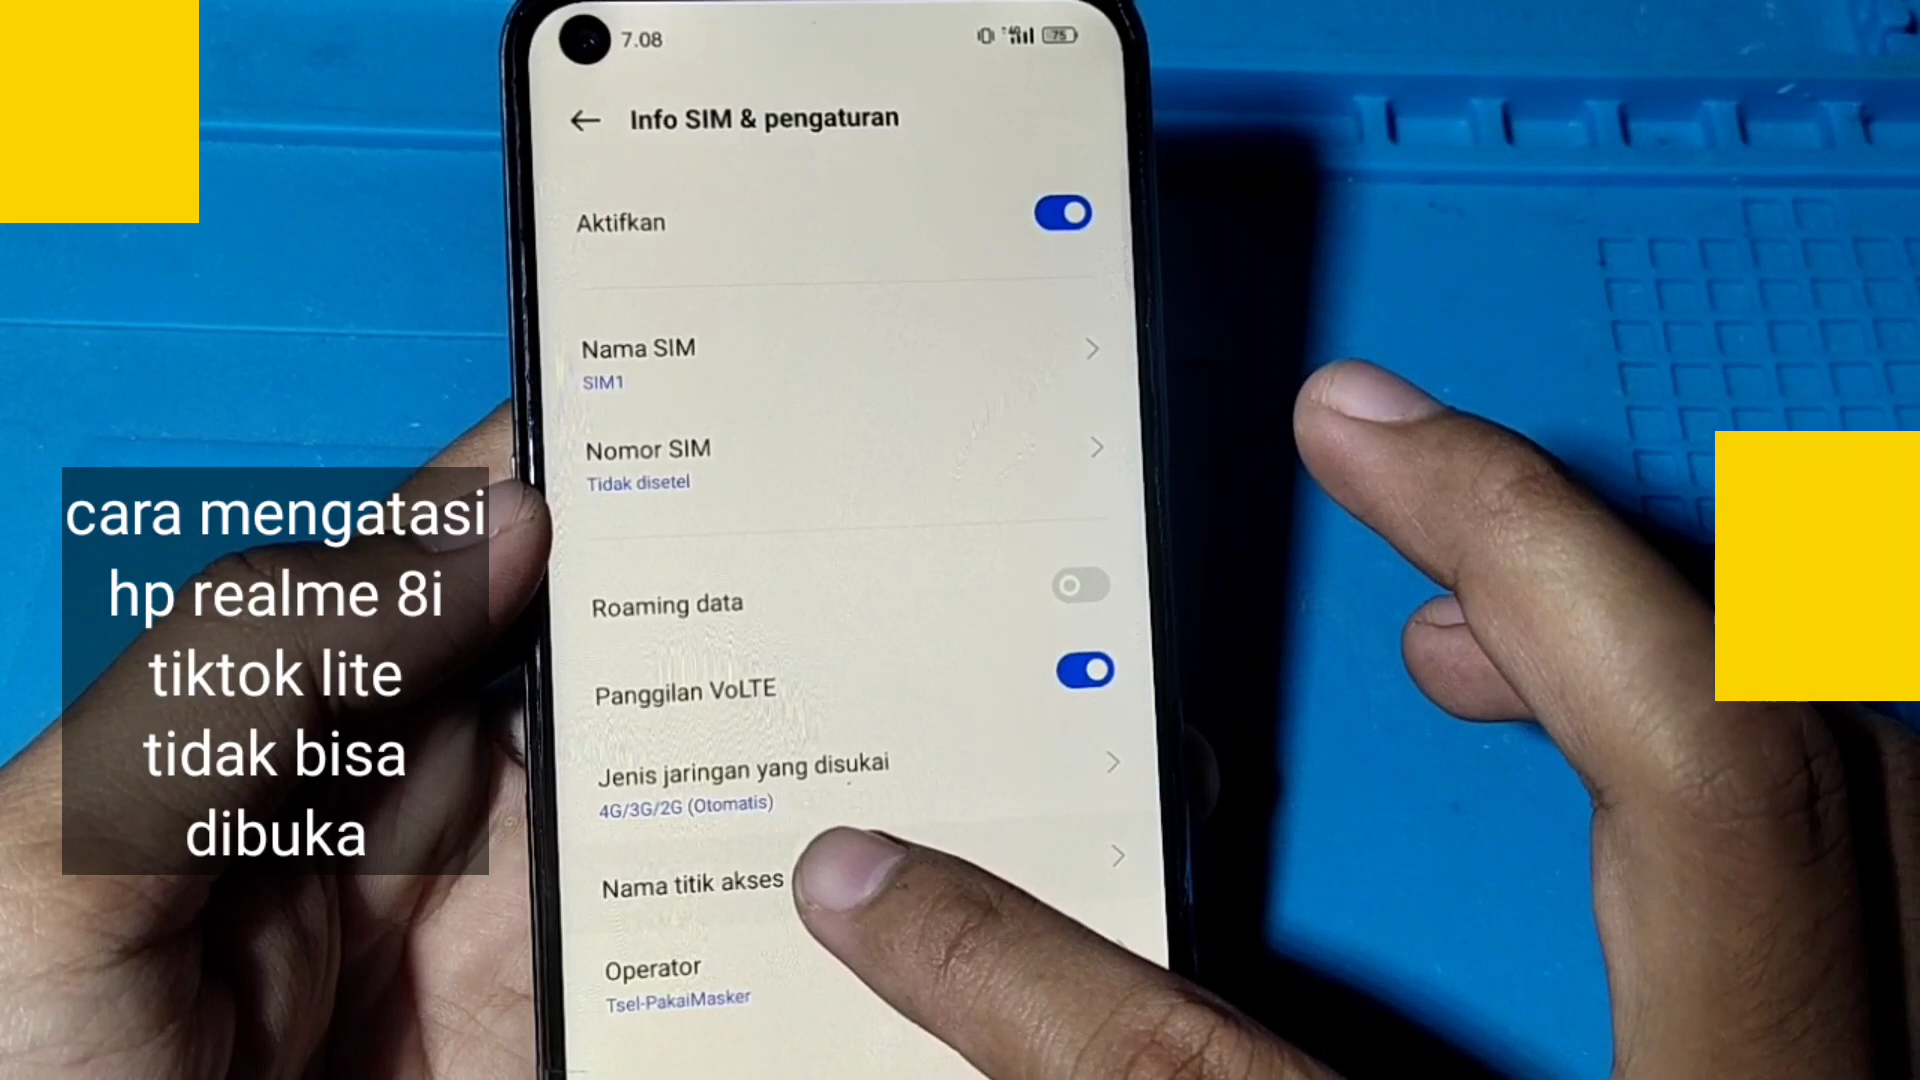 7.08
4G
75
Info SIM & pengaturan
Aktifkan
Nama SIM
SIM1
Nomor SIM
Tidak disetel
Roaming data
Panggilan VoLTE
Jenis jaringan yang disukai
4G/3G/2G (Otomatis)
Nama titik akses
Operator
Tsel-PakaiMasker
cara mengatasi
hp realme 8i
tiktok lite
tidak bisa
dibuka